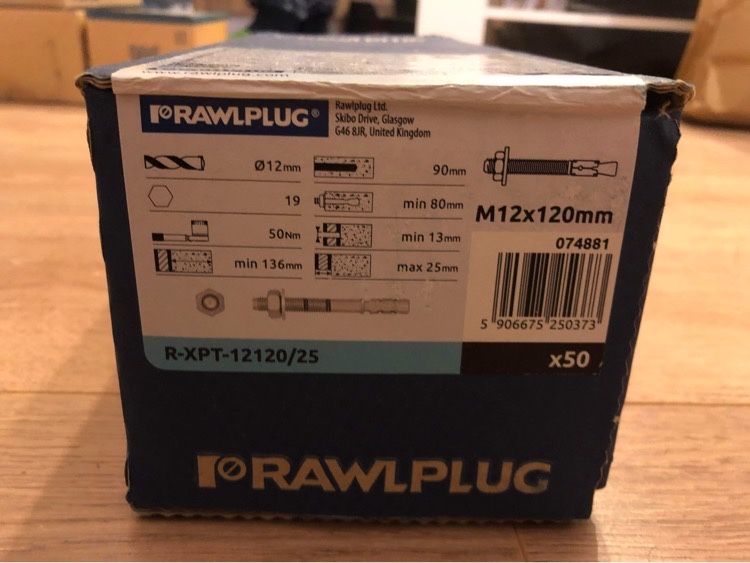 RAWLPLUG
www.rawlplug.com
RAWLPLUG®
Rawlplug Ltd.
Skibo Drive, Glasgow
G46 8JR, United Kingdom
Ø12mm
90mm
19
min 80mm
50Nm
min 13mm
min 136mm
max 25mm
M12x120mm
074881
5 906675 250373
R-XPT-12120/25
x50
RAWLPLUG